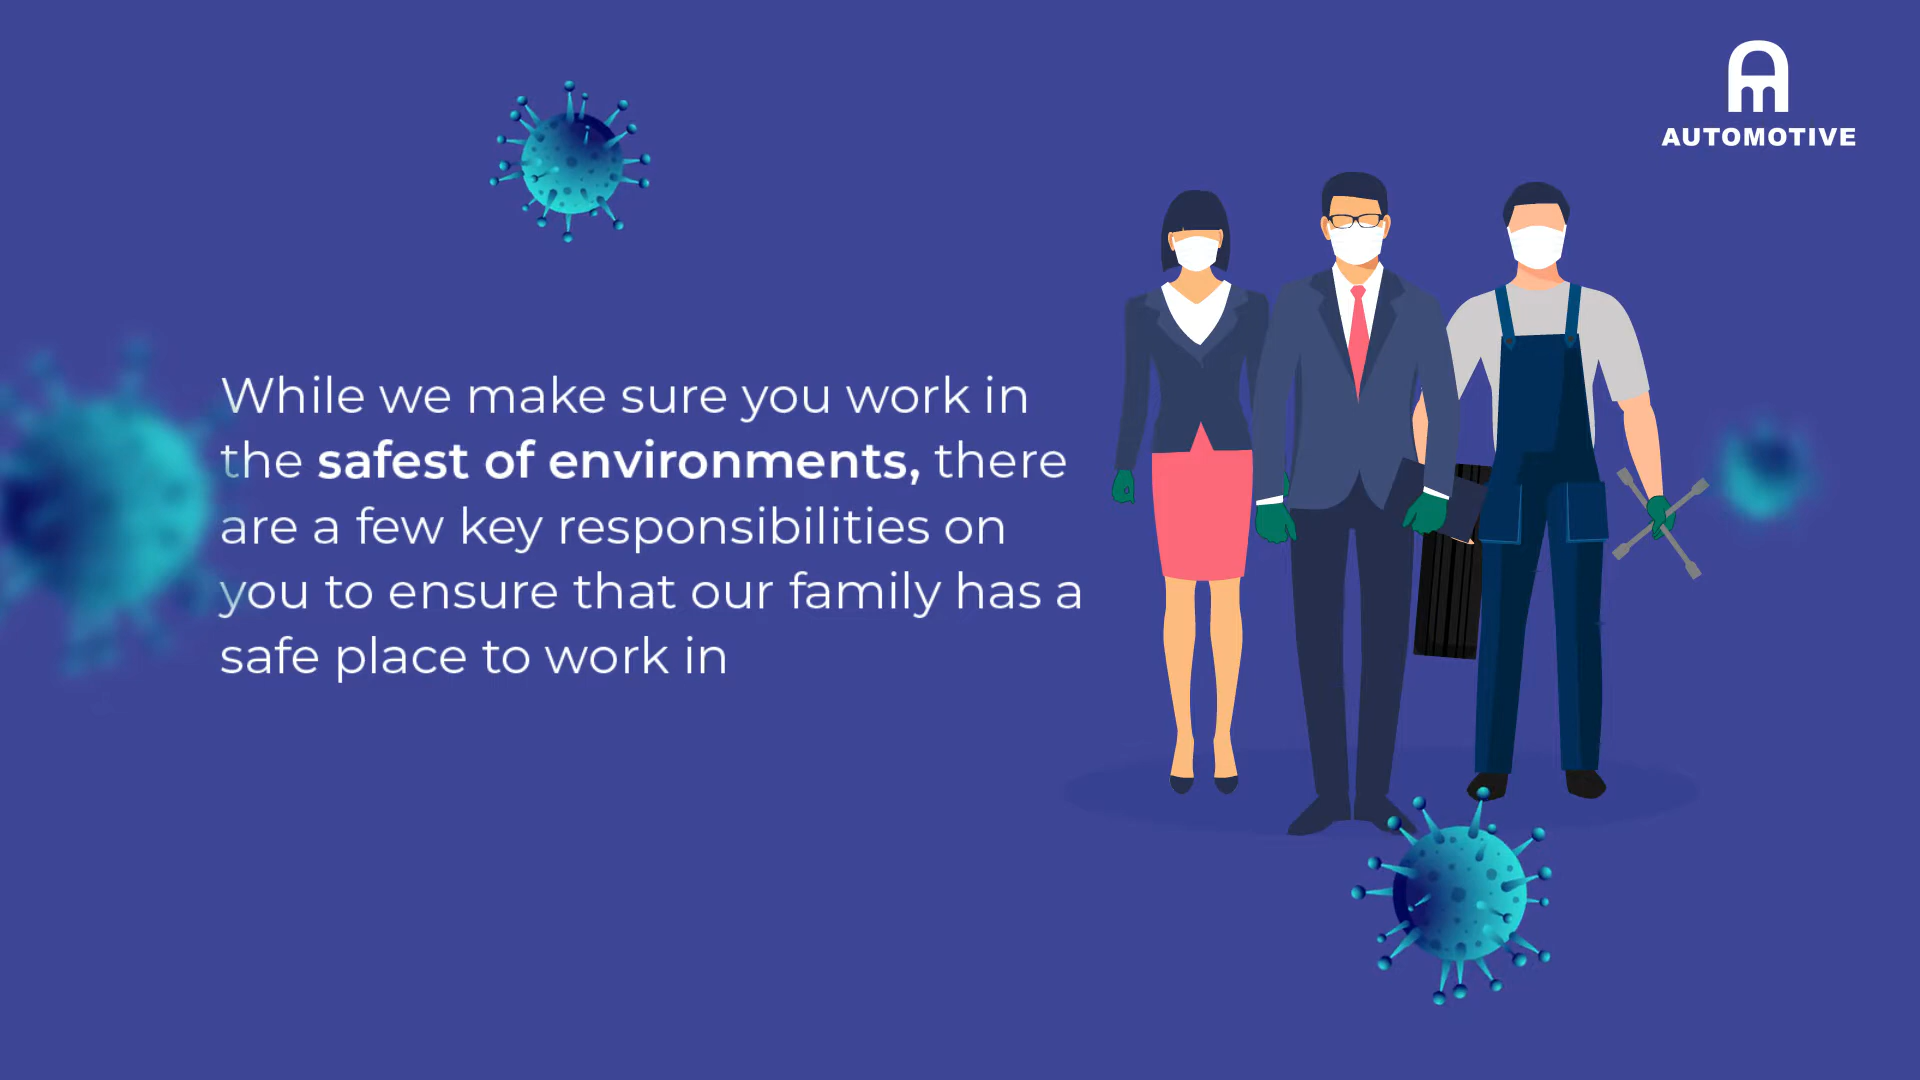 AUTOMOTIVE
While we make sure you work in
the safest of environments, there
are a few key responsibilities on
you to ensure that our family has a
safe place to work in